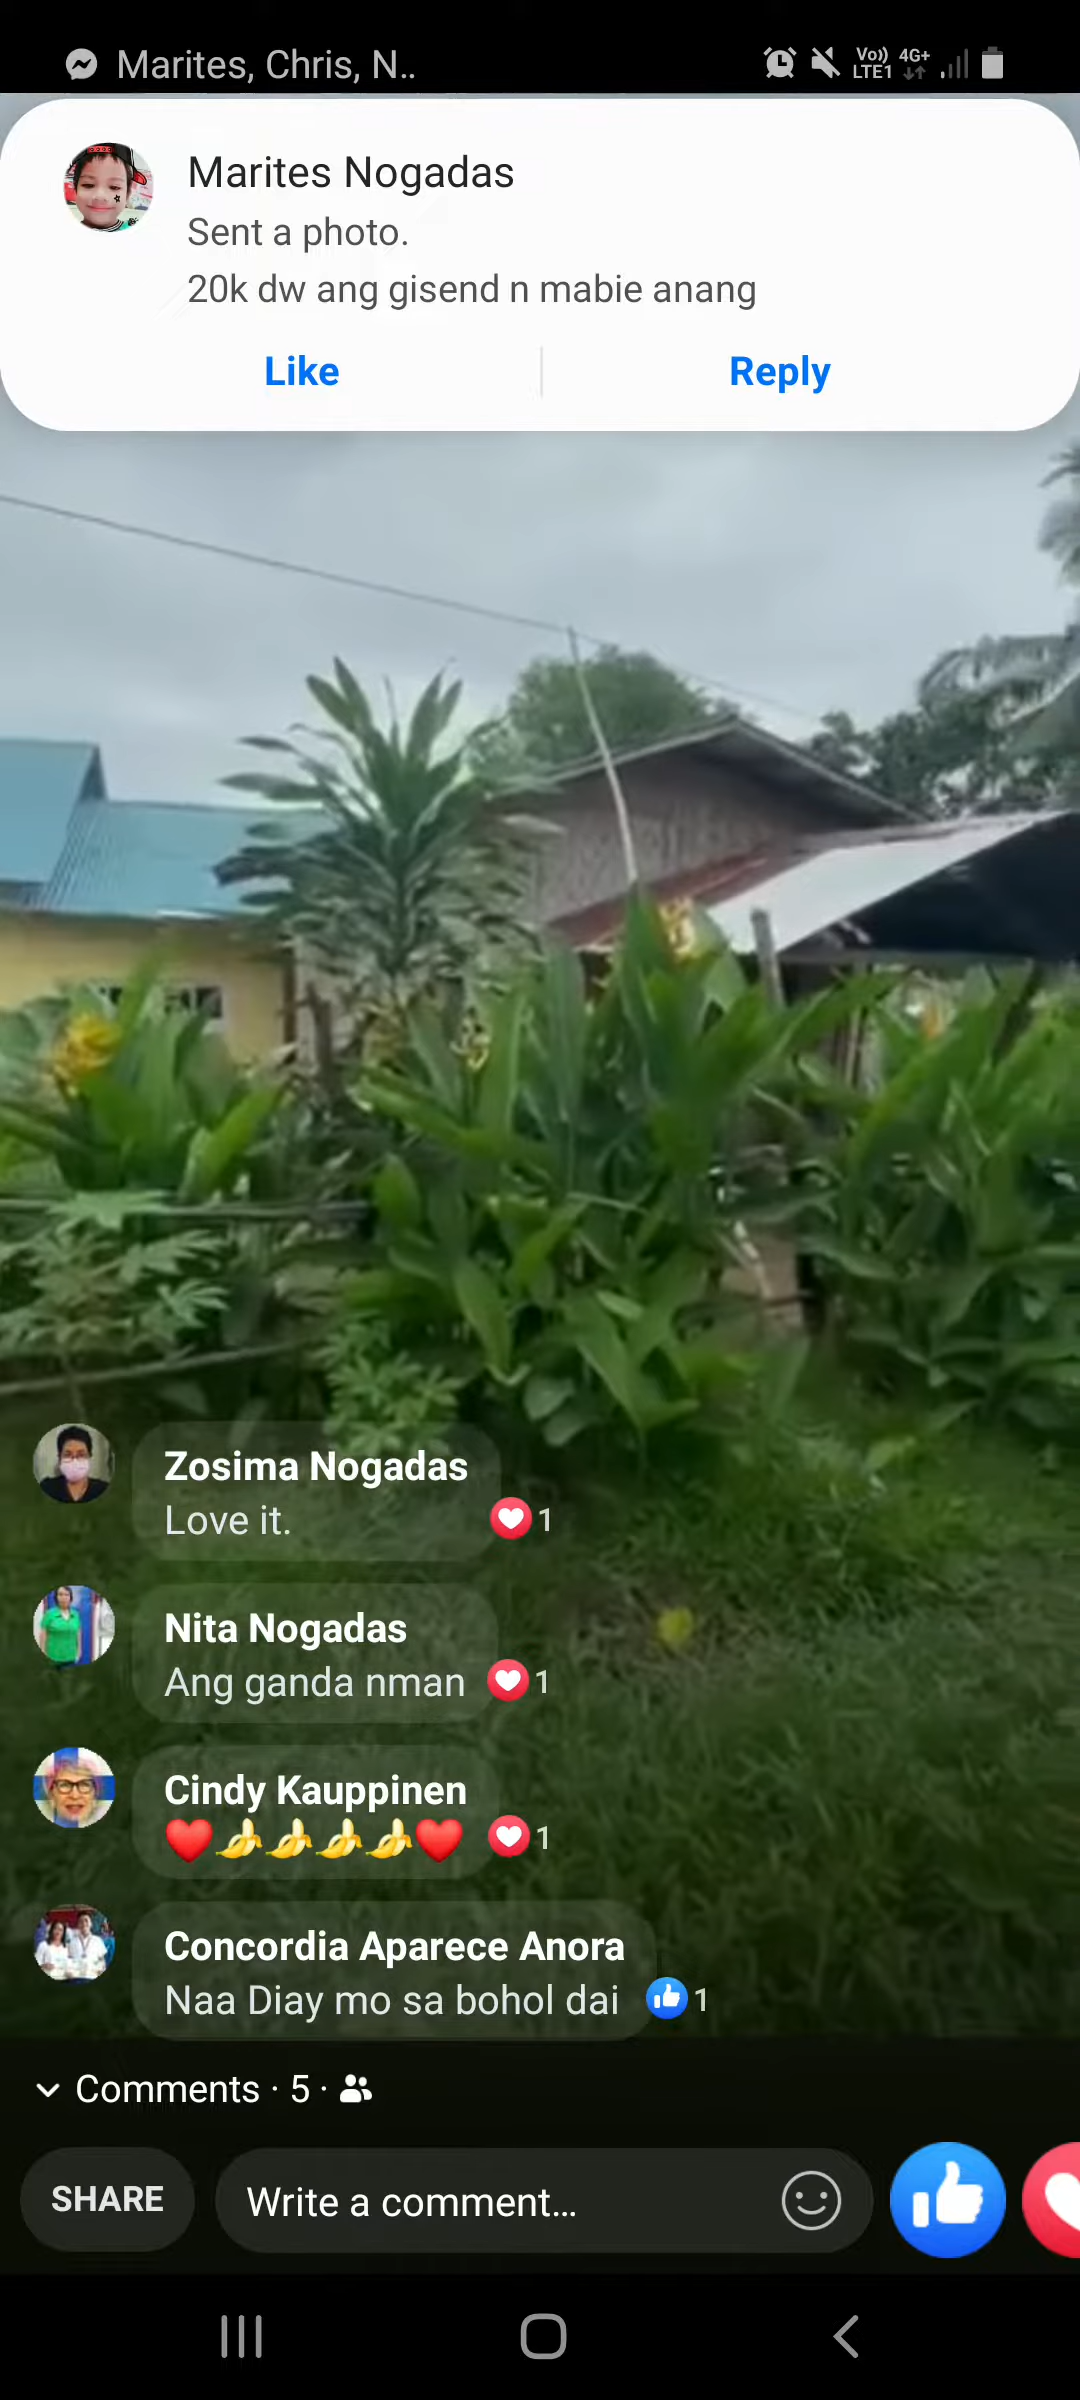 Marites, Chris, N..
Vo)) LTE1 4G+
Marites Nogadas
Sent a photo.
20k dw ang gisend n mabie anang
Like
Reply
Zosima Nogadas
Love it.
1
Nita Nogadas
Ang ganda nman
1
Cindy Kauppinen
❤️🍌🍌🍌🍌❤️
1
Concordia Aparece Anora
Naa Diay mo sa bohol dai
1
Comments · 5 ·
SHARE
Write a comment...